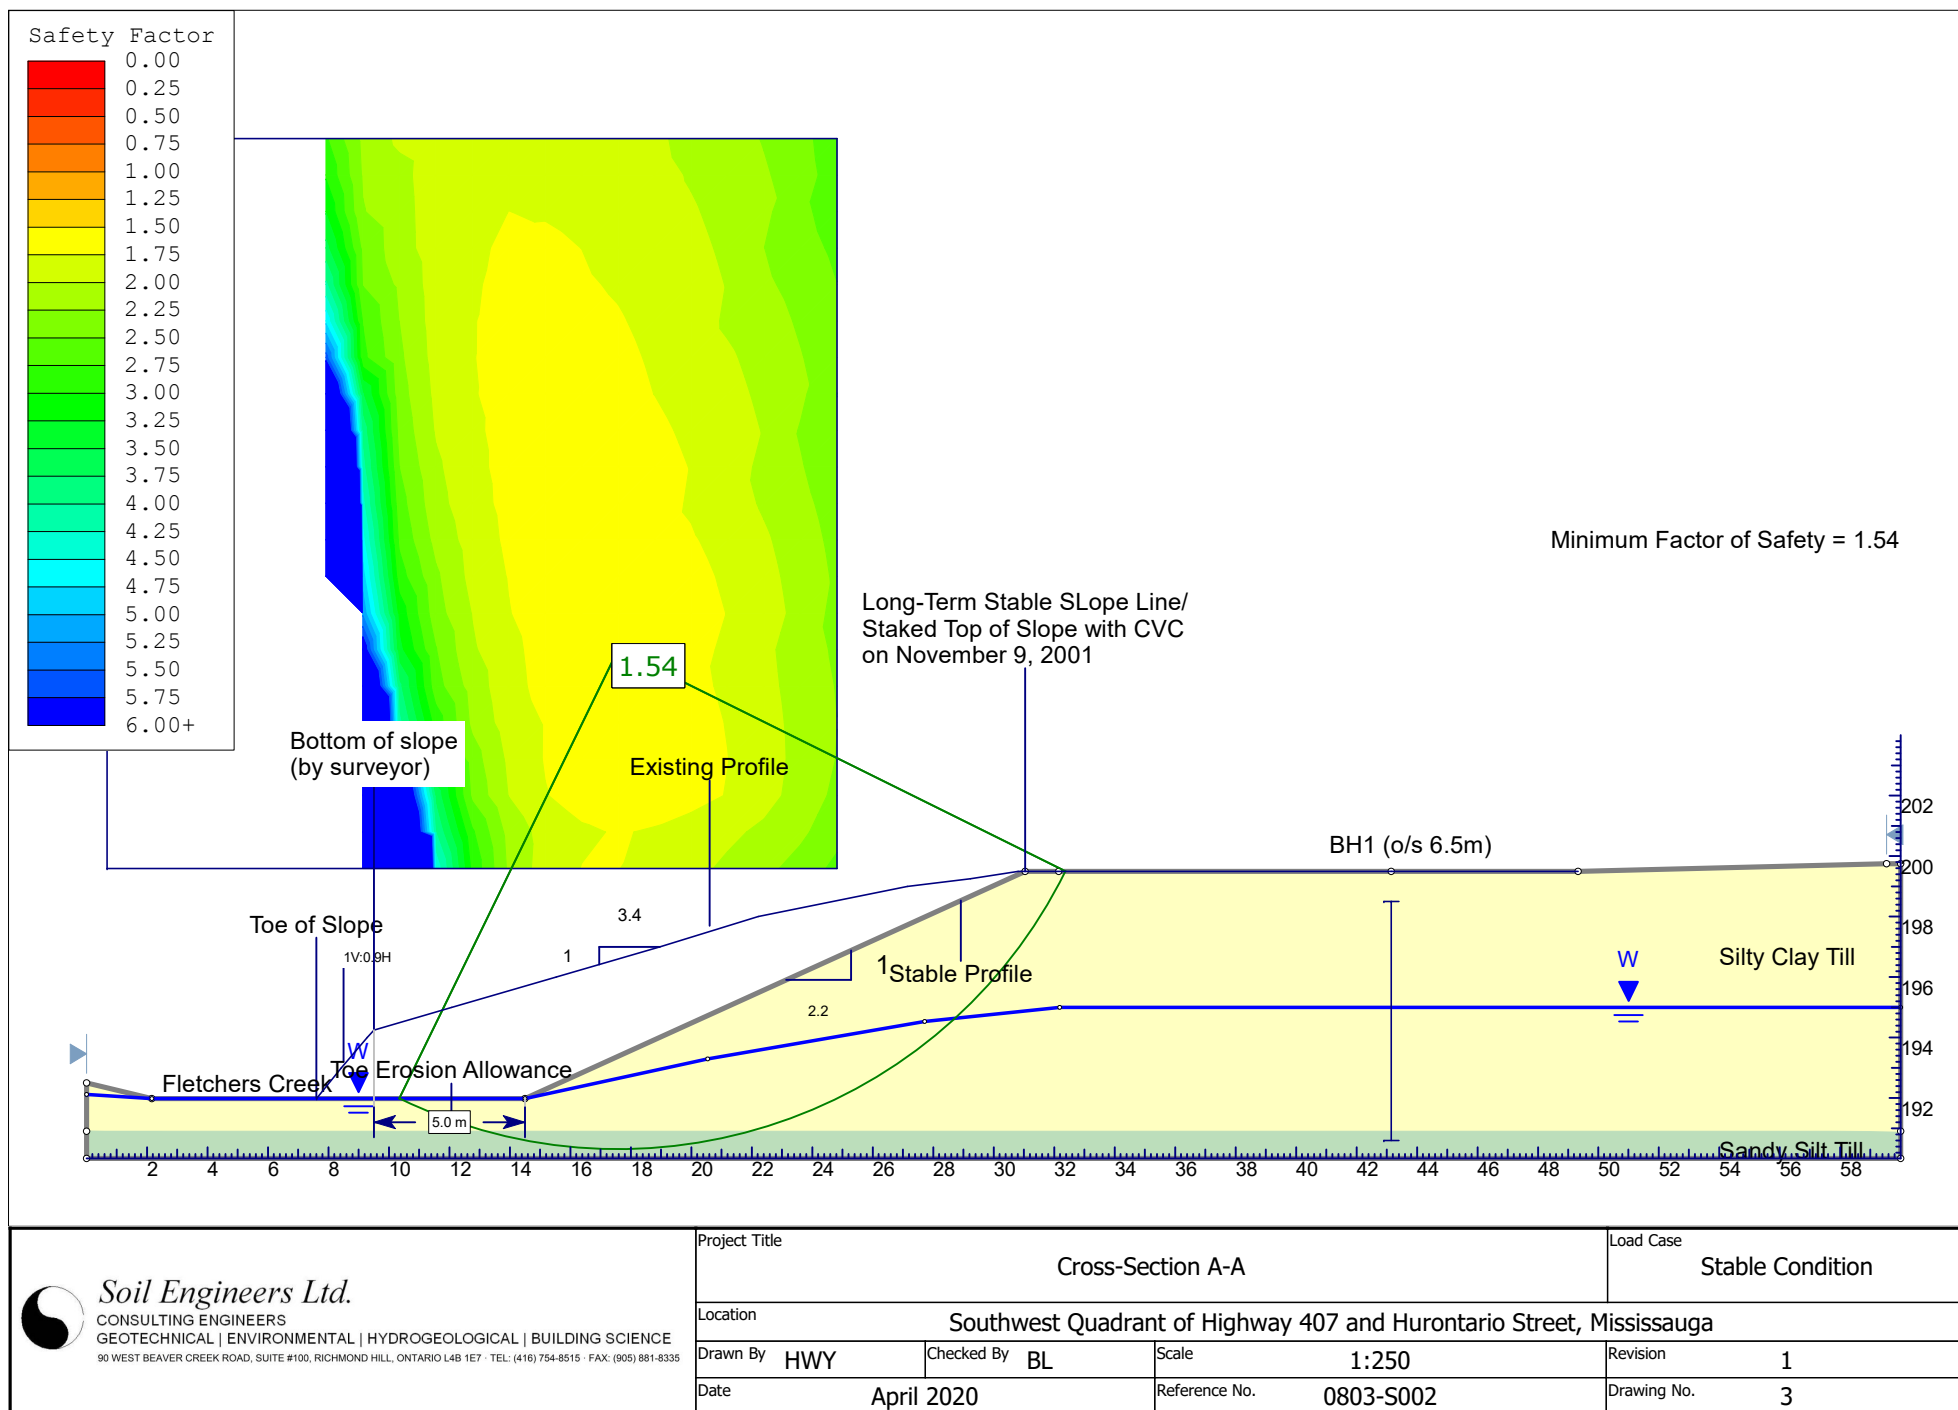 Safety Factor
0.00
0.25
0.50
0.75
1.00
1.25
1.50
1.75
2.00
2.25
2.50
2.75
3.00
3.25
3.50
3.75
4.00
4.25
4.50
4.75
5.00
5.25
5.50
5.75
6.00+
Minimum Factor of Safety = 1.54
Long-Term Stable SLope Line/
Staked Top of Slope with CVC
on November 9, 2001
1.54
Bottom of slope
(by surveyor)
Existing Profile
BH1 (o/s 6.5m)
Toe of Slope
3.4
1
1V:0.9H
1
Stable Profile
2.2
W
Silty Clay Till
W
Toe Erosion Allowance
Fletchers Creek
5.0 m
Sandy Silt Till
202
200
198
196
194
192
2 4 6 8 10 12 14 16 18 20 22 24 26 28 30 32 34 36 38 40 42 44 46 48 50 52 54 56 58
Soil Engineers Ltd.
CONSULTING ENGINEERS
GEOTECHNICAL | ENVIRONMENTAL | HYDROGEOLOGICAL | BUILDING SCIENCE
90 WEST BEAVER CREEK ROAD, SUITE #100, RICHMOND HILL, ONTARIO L4B 1E7 · TEL: (416) 754-8515 · FAX: (905) 881-8335
Project Title
Cross-Section A-A
Load Case
Stable Condition
Location
Southwest Quadrant of Highway 407 and Hurontario Street, Mississauga
Drawn By HWY
Checked By BL
Scale 1:250
Revision 1
Date April 2020
Reference No. 0803-S002
Drawing No. 3